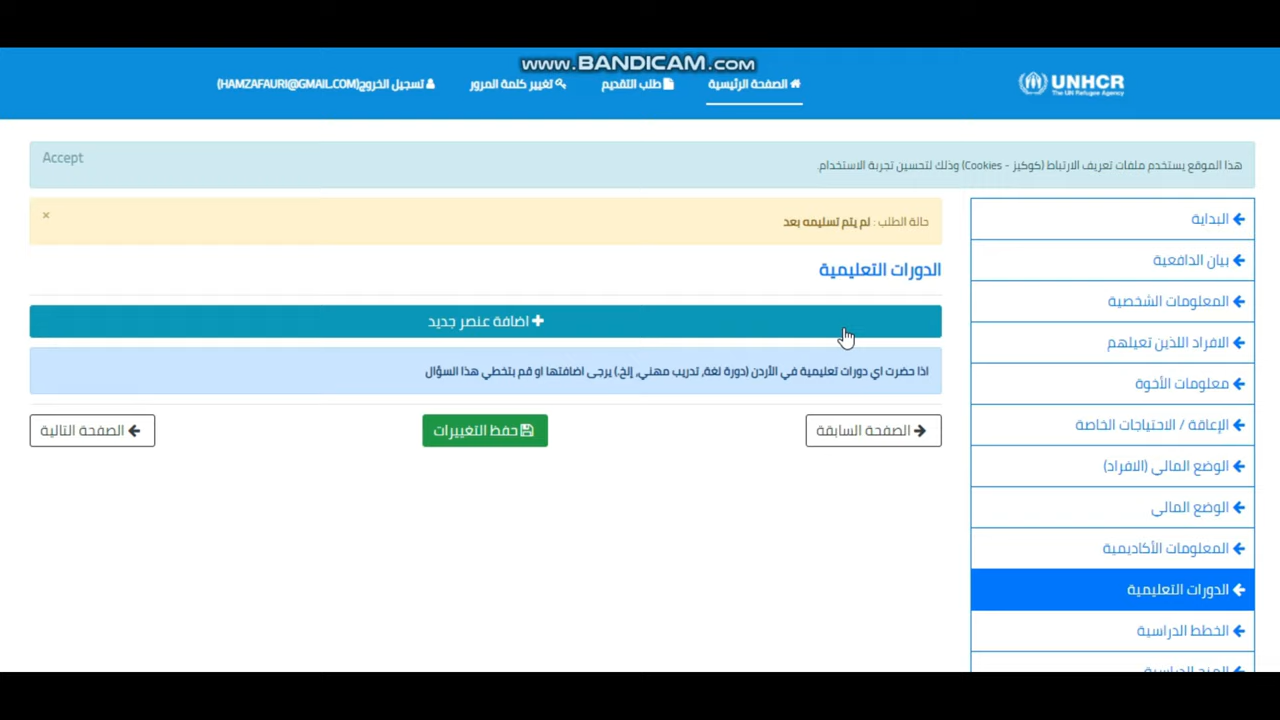 www.BANDICAM.com
UNHCR
The UN Refugee Agency
الصفحة الرئيسية
طلب التقديم
تغيير كلمة المرور
تسجيل الخروج(HAMZAFAURI@GMAIL.COM)
هذا الموقع يستخدم ملفات تعريف الارتباط (كوكيز - Cookies) وذلك لتحسين تجربة الاستخدام.
Accept
حالة الطلب : لم يتم تسليمه بعد
×
الدورات التعليمية
اضافة عنصر جديد
اذا حضرت اي دورات تعليمية في الأردن (دورة لغة, تدريب مهني, إلخ.) يرجى اضافتها او قم بتخطي هذا السؤال
الصفحة السابقة
حفظ التغييرات
الصفحة التالية
البداية
بيان الدافعية
المعلومات الشخصية
الافراد اللذين تعيلهم
معلومات الأخوة
الإعاقة / الاحتياجات الخاصة
الوضع المالي (الافراد)
الوضع المالي
المعلومات الأكاديمية
الدورات التعليمية
الخطط الدراسية
المنح الدراسية